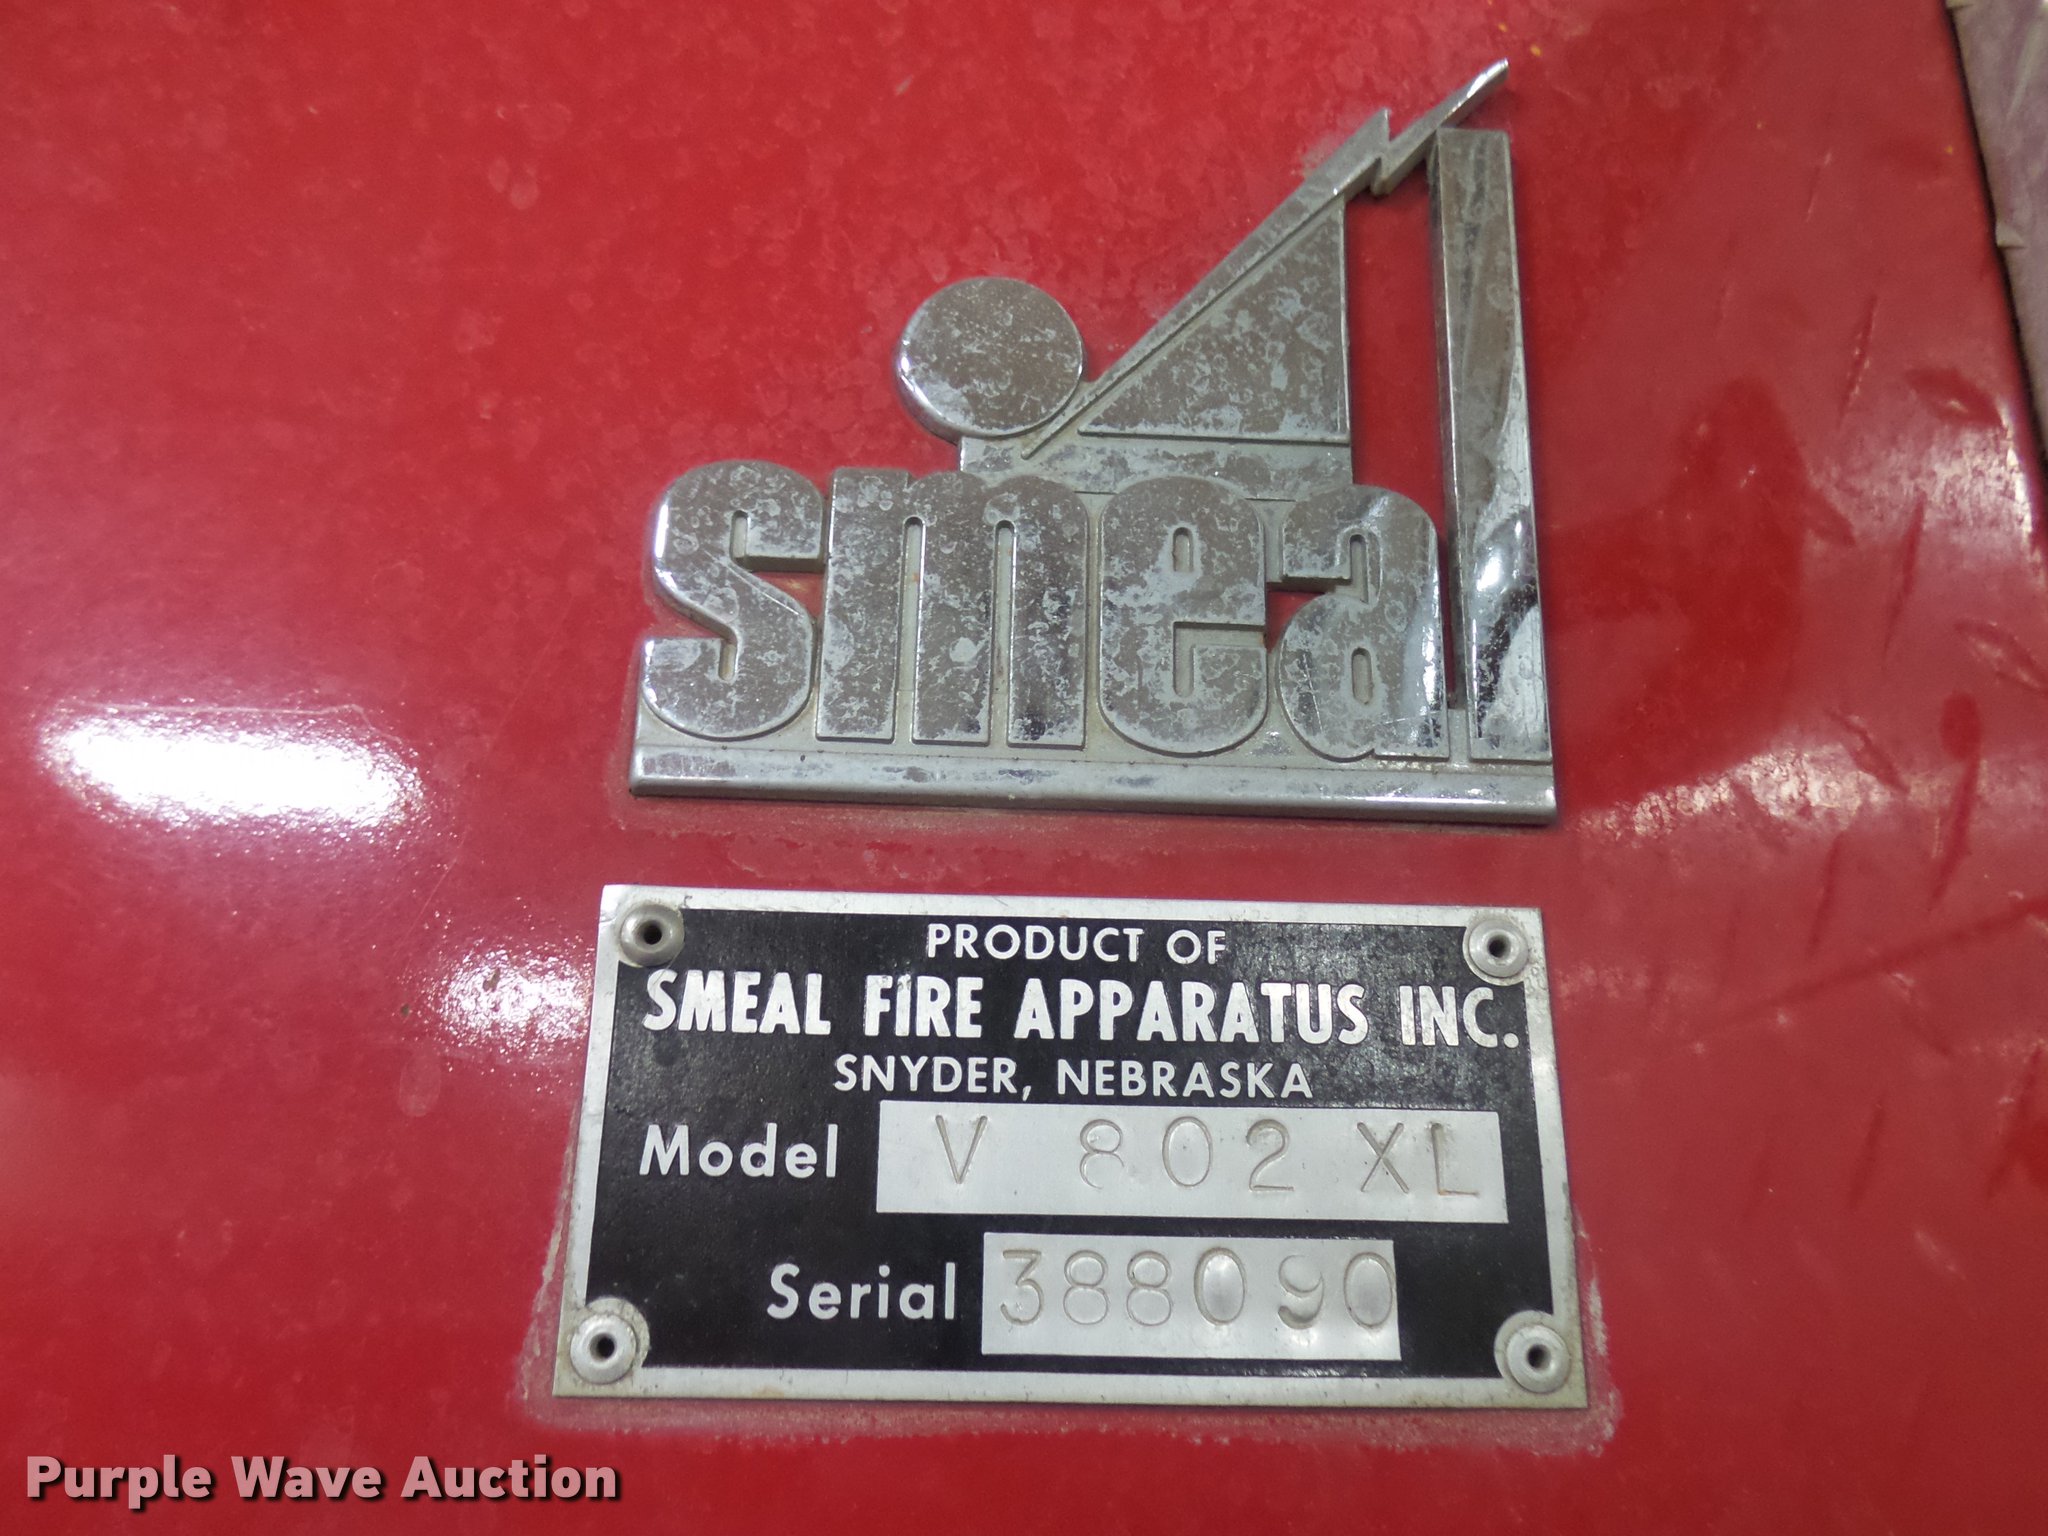 smeal
PRODUCT OF
SMEAL FIRE APPARATUS INC.
SNYDER, NEBRASKA
Model V 802 XL
Serial 388090
Purple Wave Auction